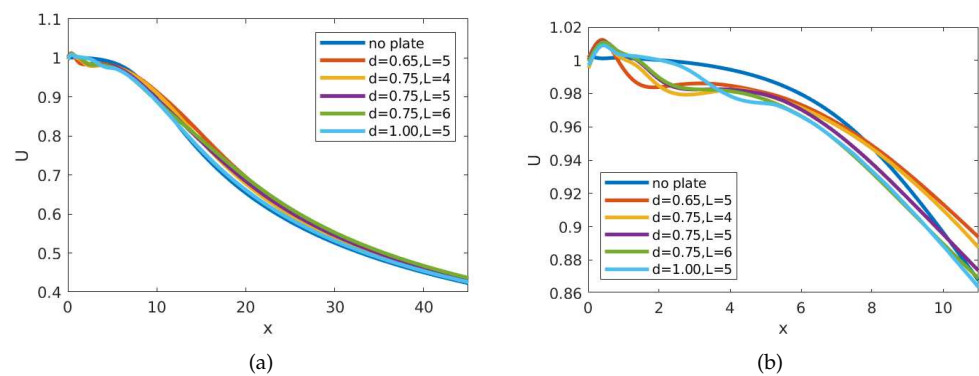 1.1
1
0.9
0.8
0.7
0.6
0.5
0.4
U
0 10 20 30 40
x
no plate
d=0.65,L=5
d=0.75,L=4
d=0.75,L=5
d=0.75,L=6
d=1.00,L=5
(a)
1.02
1
0.98
0.96
0.94
0.92
0.9
0.88
0.86
U
0 2 4 6 8 10
x
no plate
d=0.65,L=5
d=0.75,L=4
d=0.75,L=5
d=0.75,L=6
d=1.00,L=5
(b)